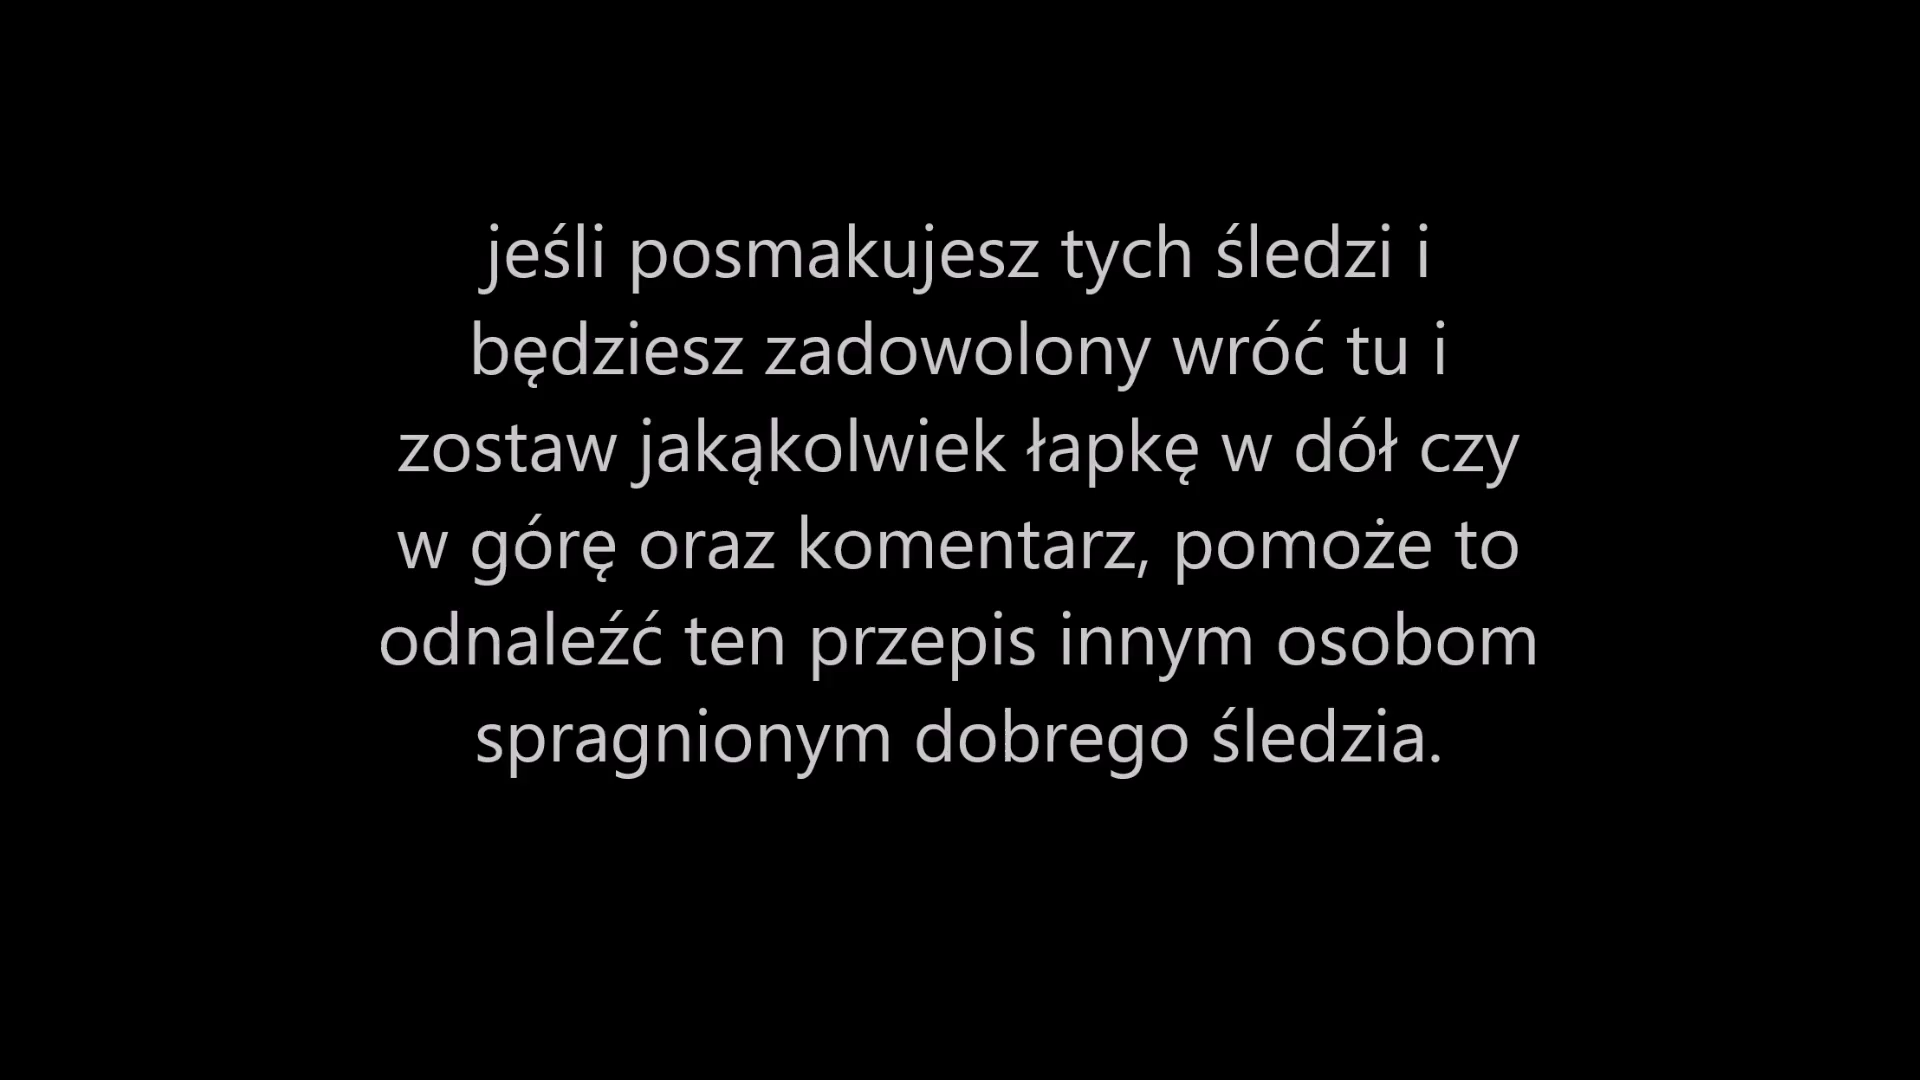 jeśli posmakujesz tych śledzi i
będziesz zadowolony wróć tu i
zostaw jakąkolwiek łapkę w dół czy
w górę oraz komentarz, pomoże to
odnaleźć ten przepis innym osobom
spragnionym dobrego śledzia.